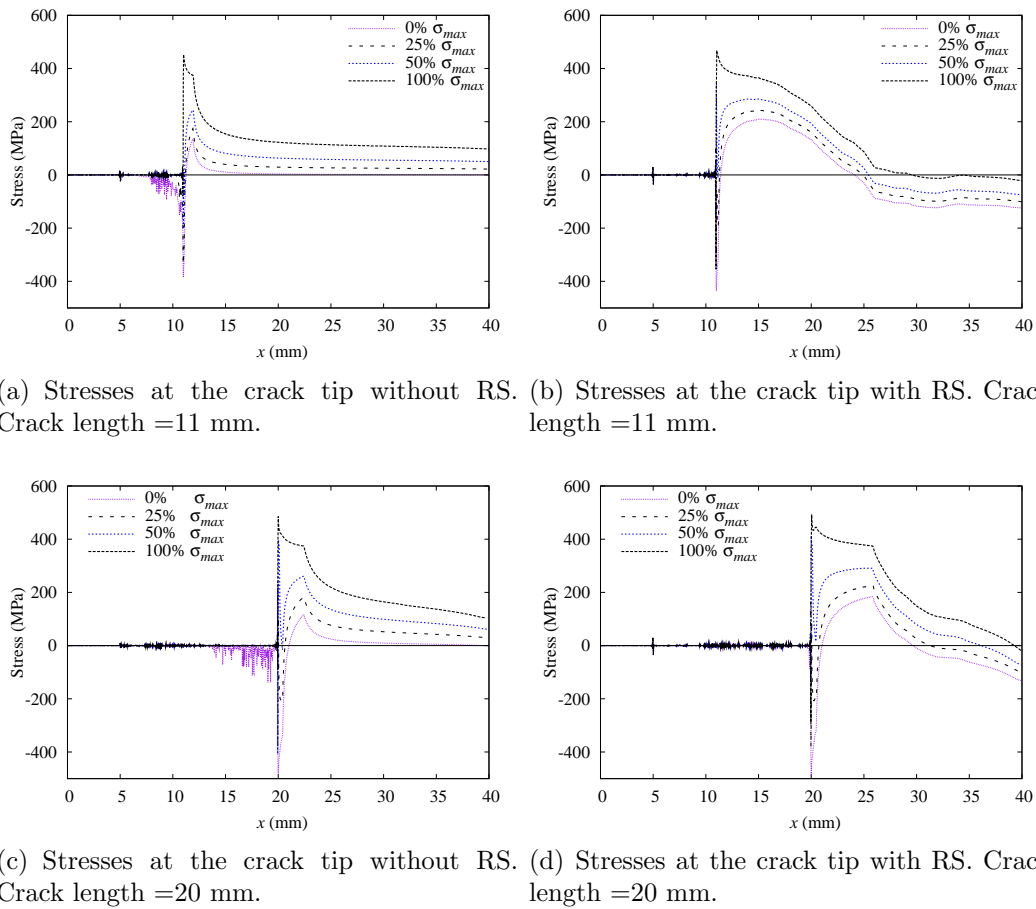 600
400
200
0
-200
-400
0 5 10 15 20 25 30 35 40
Stress (MPa)
x (mm)
0% σmax
25% σmax
50% σmax
100% σmax
600
400
200
0
-200
-400
0 5 10 15 20 25 30 35 40
Stress (MPa)
x (mm)
0% σmax
25% σmax
50% σmax
100% σmax
(a) Stresses at the crack tip without RS.
Crack length =11 mm.
(b) Stresses at the crack tip with RS. Crac
length =11 mm.
600
400
200
0
-200
-400
0 5 10 15 20 25 30 35 40
Stress (MPa)
x (mm)
0% σmax
25% σmax
50% σmax
100% σmax
600
400
200
0
-200
-400
0 5 10 15 20 25 30 35 40
Stress (MPa)
x (mm)
0% σmax
25% σmax
50% σmax
100% σmax
(c) Stresses at the crack tip without RS.
Crack length =20 mm.
(d) Stresses at the crack tip with RS. Crac
length =20 mm.